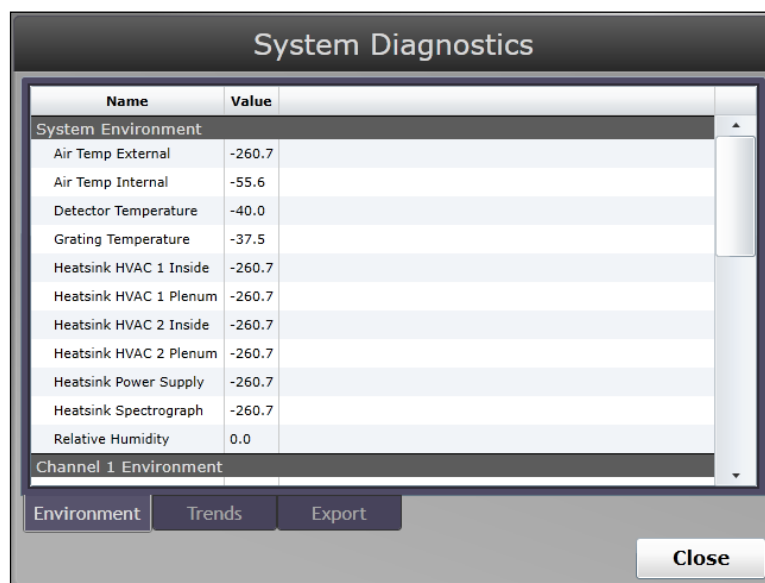 System Diagnostics
Name Value
System Environment
Air Temp External -260.7
Air Temp Internal -55.6
Detector Temperature -40.0
Grating Temperature -37.5
Heatsink HVAC 1 Inside -260.7
Heatsink HVAC 1 Plenum -260.7
Heatsink HVAC 2 Inside -260.7
Heatsink HVAC 2 Plenum -260.7
Heatsink Power Supply -260.7
Heatsink Spectrograph -260.7
Relative Humidity 0.0
Channel 1 Environment
Environment Trends Export
Close